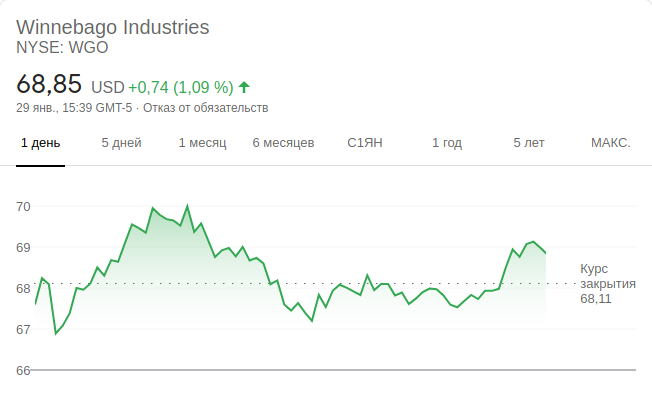 Winnebago Industries
NYSE: WGO
68,85 USD +0,74 (1,09 %)
29 янв., 15:39 GMT-5 · Отказ от обязательств
1 день 5 дней 1 месяц 6 месяцев С1ЯН 1 год 5 лет МАКС.
70
69
Курс
закрытия
68,11
68
67
66